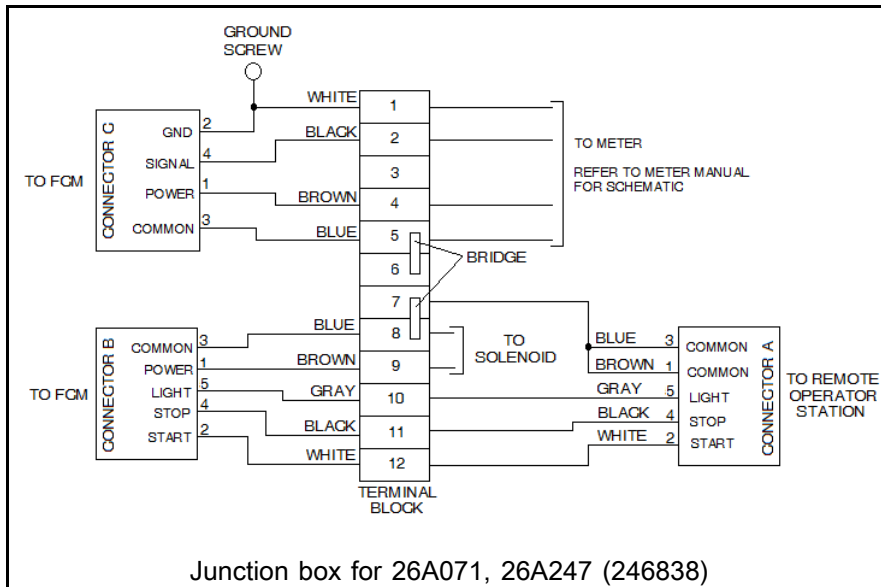 GROUND
SCREW
WHITE
1
CONNECTOR C
GND
2
BLACK
2
TO METER
SIGNAL
4
3
REFER TO METER MANUAL
FOR SCHEMATIC
TO FCM
POWER
1
BROWN
4
COMMON
3
BLUE
5
BRIDGE
6
7
CONNECTOR B
COMMON
3
BLUE
8
TO
SOLENOID
POWER
1
BROWN
9
TO FCM
LIGHT
5
GRAY
10
STOP
4
BLACK
11
START
2
WHITE
12
TERMINAL
BLOCK
BLUE
3
COMMON
BROWN
1
COMMON
GRAY
5
LIGHT
BLACK
4
STOP
WHITE
2
START
CONNECTOR A
TO REMOTE
OPERATOR
STATION
Junction box for 26A071, 26A247 (246838)